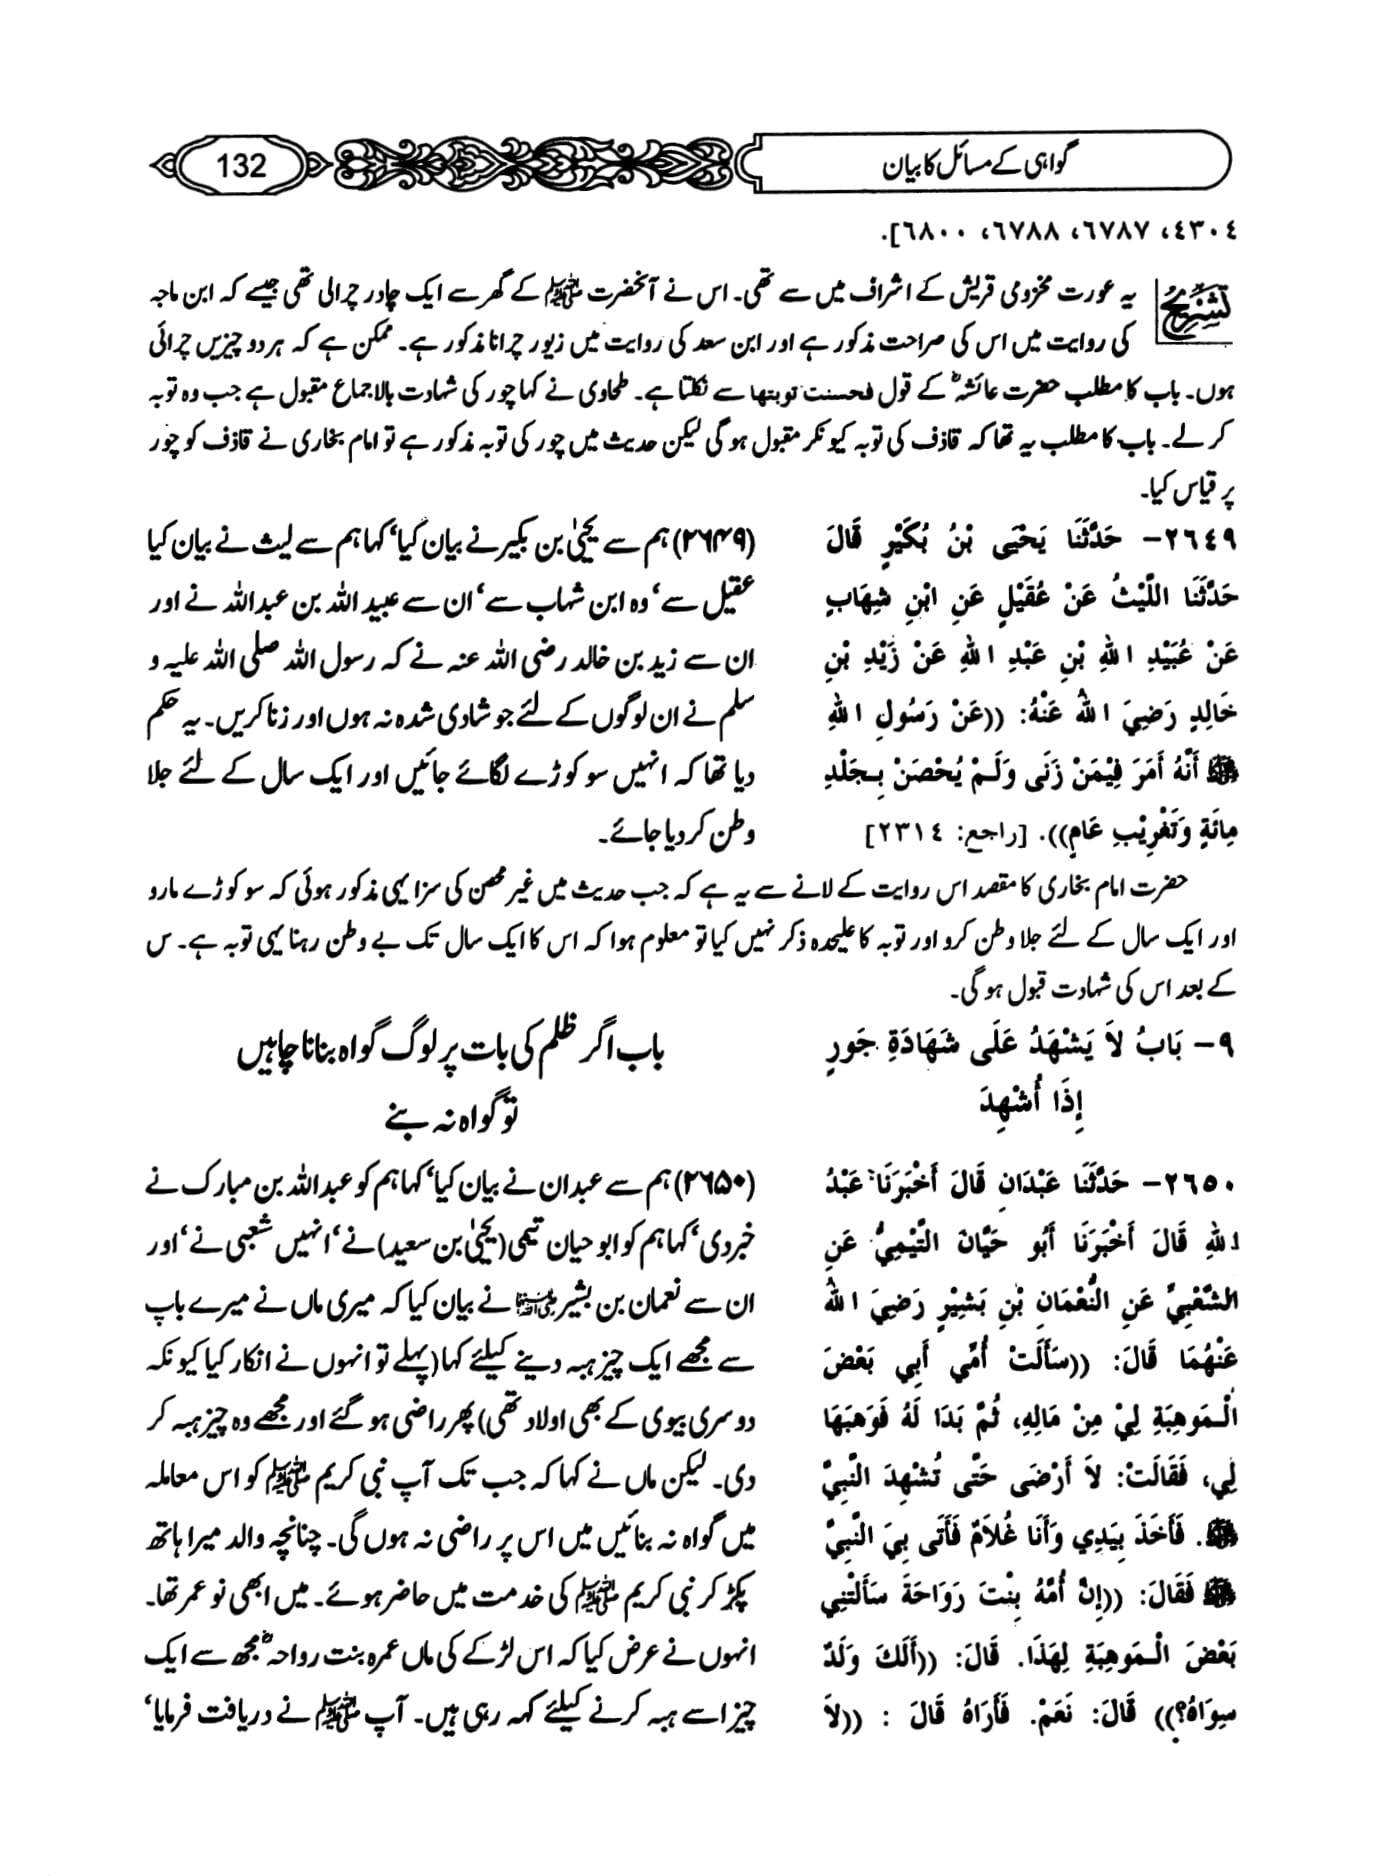 گواہی کے مسائل کا بیان
132
٤٣٠٤، ٦٧٨٧، ٦٧٨٨، ٦٨٠٠].
تشریح
یہ عورت مخزومی قریش کے اشراف میں سے تھی۔ اس نے آنحضرت ﷺ کے گھر سے ایک چادر چرالی تھی جیسے کہ ابن ماجہ
کی روایت میں اس کی صراحت مذکور ہے اور ابن سعد کی روایت میں زیور چرانا مذکور ہے۔ ممکن ہے کہ ہر دو چیزیں چرائی
ہوں۔ باب کا مطلب حضرت عائشہؓ کے قول فحسنت توبتها سے نکلتا ہے۔ طحاوی نے کہا چور کی شہادت بالاجماع مقبول ہے جب وہ توبہ
کر لے۔ باب کا مطلب یہ تھا کہ قاذف کی توبہ کیونکر مقبول ہوگی لیکن حدیث میں چور کی توبہ مذکور ہے تو امام بخاری نے قاذف کو چور
پر قیاس کیا۔
٢٦٤٩- حَدَّثَنَا يَحْيَى بْنُ بُكَيْرٍ قَالَ
حَدَّثَنَا اللَّيْثُ عَنْ عُقَيْلٍ عَنِ ابْنِ شِهَابٍ
عَنْ عُبَيْدِ اللهِ بْنِ عَبْدِ اللهِ عَنْ زَيْدِ بْنِ
خَالِدٍ رَضِيَ اللهُ عَنْهُ: ((عَنْ رَسُولِ اللهِ
ﷺ أَنَّهُ أَمَرَ فِيمَنْ زَنَى وَلَمْ يُحْصَنْ بِجَلْدِ
مِائَةٍ وَتَغْرِيْبِ عَامٍ)). [راجع: ٢٣١٤]
(۲۶۴۹) ہم سے یحییٰ بن بکیر نے بیان کیا‘ کہا ہم سے لیث نے بیان کیا
عقیل سے‘ وہ ابن شہاب سے‘ ان سے عبید اللہ بن عبداللہ نے اور
ان سے زید بن خالد رضی اللہ عنہ نے کہ رسول اللہ صلی اللہ علیہ و
سلم نے ان لوگوں کے لئے جو شادی شدہ نہ ہوں اور زنا کریں۔ یہ حکم
دیا تھا کہ انہیں سو کوڑے لگائے جائیں اور ایک سال کے لئے جلا
وطن کر دیا جائے۔
حضرت امام بخاری کا مقصد اس روایت کے لانے سے یہ ہے کہ جب حدیث میں غیر محصن کی سزا یہی مذکور ہوئی کہ سو کوڑے مارو
اور ایک سال کے لئے جلا وطن کرو اور توبہ کا علیحدہ ذکر نہیں کیا تو معلوم ہوا کہ اس کا ایک سال تک بے وطن رہنا یہی توبہ ہے۔ س
کے بعد اس کی شہادت قبول ہوگی۔
٩- بَابُ لاَ يَشْهَدُ عَلَى شَهَادَةِ جَورٍ
إِذَا أُشْهِدَ
باب اگر ظلم کی بات پر لوگ گواہ بنانا چاہیں
تو گواہ نہ بنے
٢٦٥٠- حَدَّثَنَا عَبْدَانِ قَالَ أَخْبَرَنَا عَبْدُ
اللهِ قَالَ أَخْبَرَنَا أَبُو حَيَّانَ التَّيْمِيُّ عَنِ
الشَّعْبِيِّ عَنِ النُّعْمَانِ بْنِ بَشِيْرٍ رَضِيَ اللهُ
عَنْهُمَا قَالَ: ((سَأَلَتْ أُمِّي أَبِي بَعْضَ
الْمَوهِبَةِ لِيْ مِنْ مَالِهِ، ثُمَّ بَدَا لَهُ فَوَهَبَهَا
لِي، فَقَالَتْ: لاَ أَرْضَى حَتَّى تُشْهِدَ النَّبِيَّ
ﷺ. فَأَخَذَ بِيَدِي وَأَنَا غُلاَمٌ فَأَتَى بِيَ النَّبِيَّ
ﷺ فَقَالَ: ((إِنَّ أُمَّهُ بِنْتَ رَوَاحَةَ سَأَلَتْنِي
بَعْضَ الْمَوهِبَةِ لِهَذَا. قَالَ: ((أَلَكَ وَلَدٌ
سِوَاهُ؟)) قَالَ: نَعَمْ. فَأُرَاهُ قَالَ : ((لاَ
(۲۶۵۰) ہم سے عبدان نے بیان کیا‘ کہا ہم کو عبداللہ بن مبارک نے
خبر دی‘ کہا ہم کو ابو حیان تیمی (یحییٰ بن سعید) نے‘ انہیں شعبی نے‘ اور
ان سے نعمان بن بشیر رضی اللہ عنہما نے بیان کیا کہ میری ماں نے میرے باپ
سے مجھے ایک چیز ہبہ دینے کیلئے کہا (پہلے تو انہوں نے انکار کیا کیونکہ
دوسری بیوی کے بھی اولاد تھی) پھر راضی ہو گئے اور مجھے وہ چیز ہبہ کر
دی۔ لیکن ماں نے کہا کہ جب تک آپ نبی کریم ﷺ کو اس معاملہ
میں گواہ نہ بنائیں میں اس پر راضی نہ ہوں گی۔ چنانچہ والد میرا ہاتھ
پکڑ کر نبی کریم ﷺ کی خدمت میں حاضر ہوئے۔ میں ابھی نو عمر تھا۔
انہوں نے عرض کیا کہ اس لڑکے کی ماں عمرہ بنت رواحہؓ مجھ سے ایک
چیز اسے ہبہ کرنے کیلئے کہہ رہی ہیں۔ آپ ﷺ نے دریافت فرمایا‘